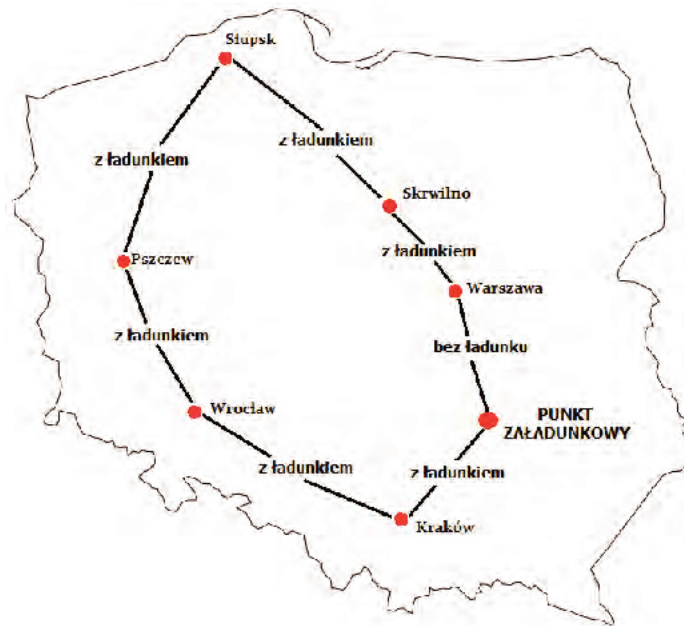 Słupsk
z ładunkiem
z ładunkiem
Skrwilno
z ładunkiem
Pszczew
Warszawa
z ładunkiem
bez ładunku
Wrocław
PUNKT
ZAŁADUNKOWY
z ładunkiem
z ładunkiem
Kraków